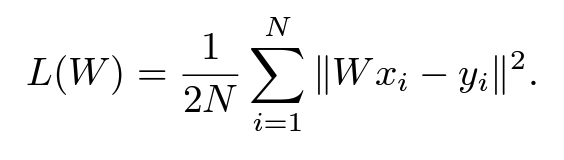 L(W) = \frac{1}{2N} \sum_{i=1}^{N} \|Wx_i - y_i\|^2.